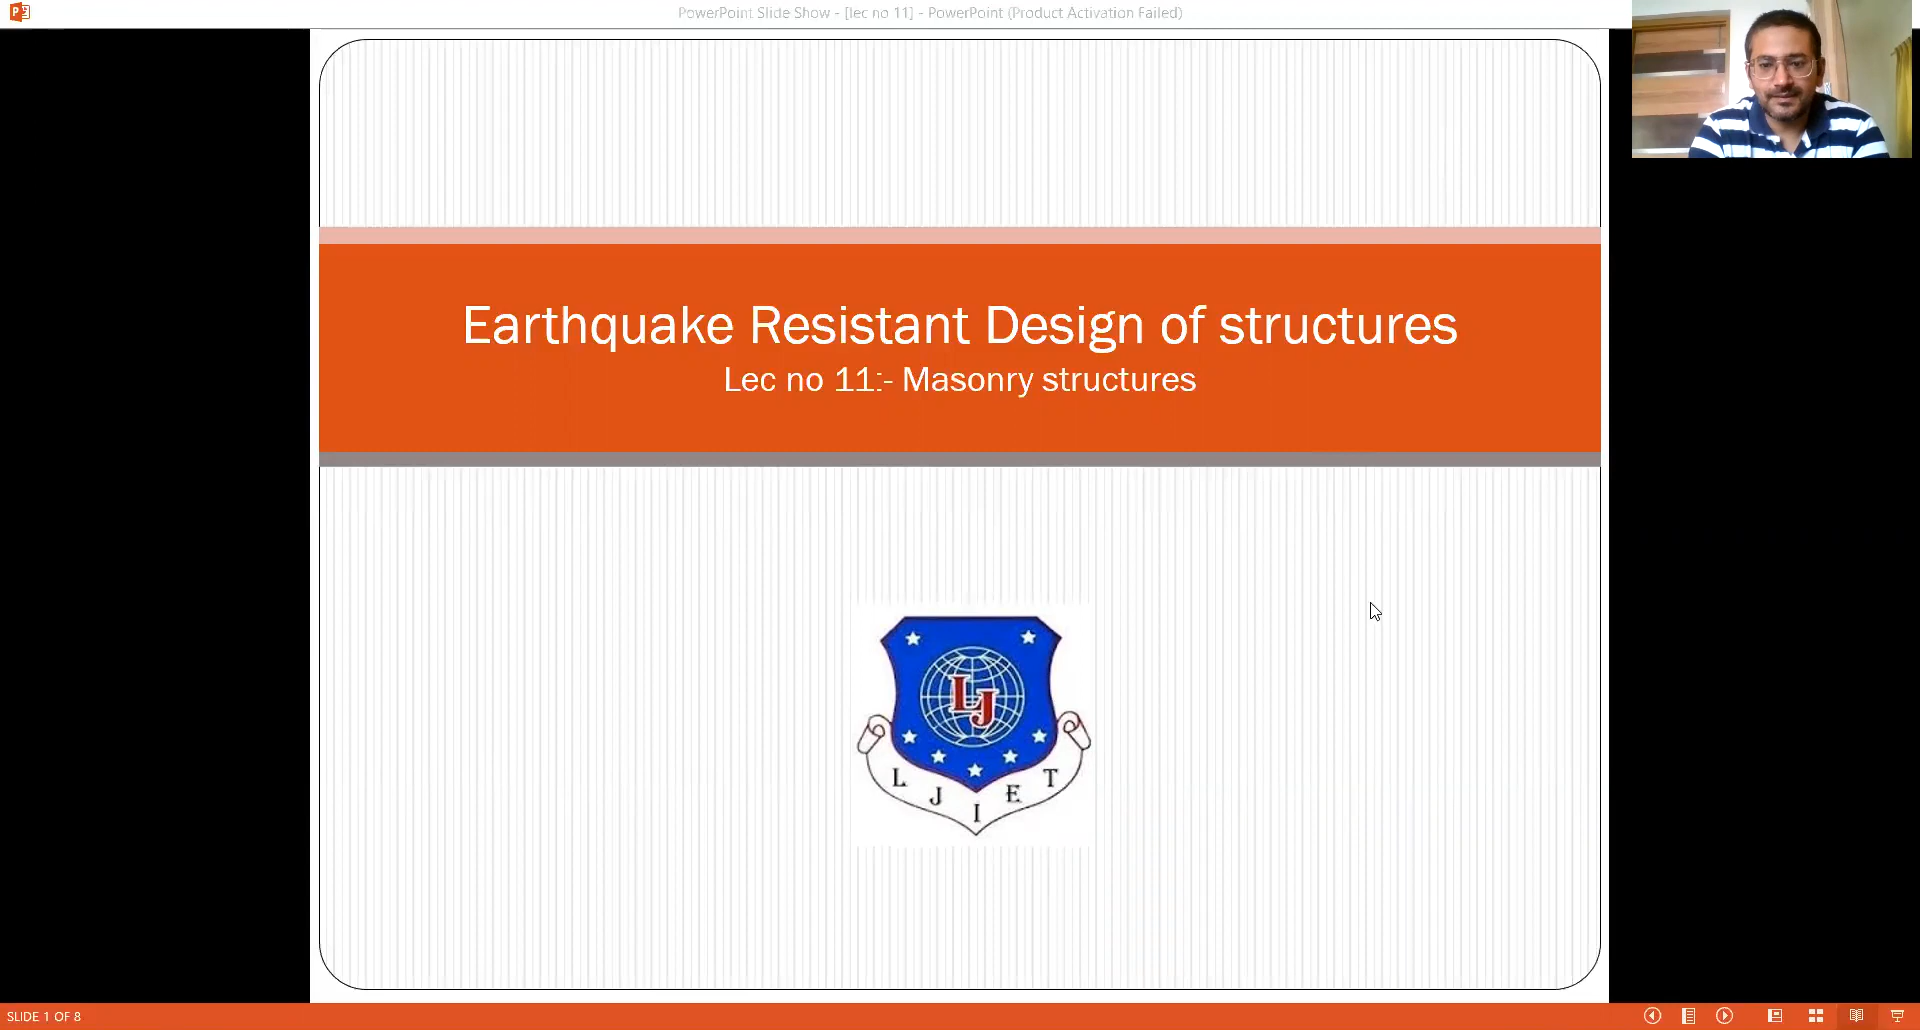 PowerPoint Slide Show - [lec no 11] - PowerPoint (Product Activation Failed)
Earthquake Resistant Design of structures
Lec no 11:- Masonry structures
LJ
L J I E T
SLIDE 1 OF 8